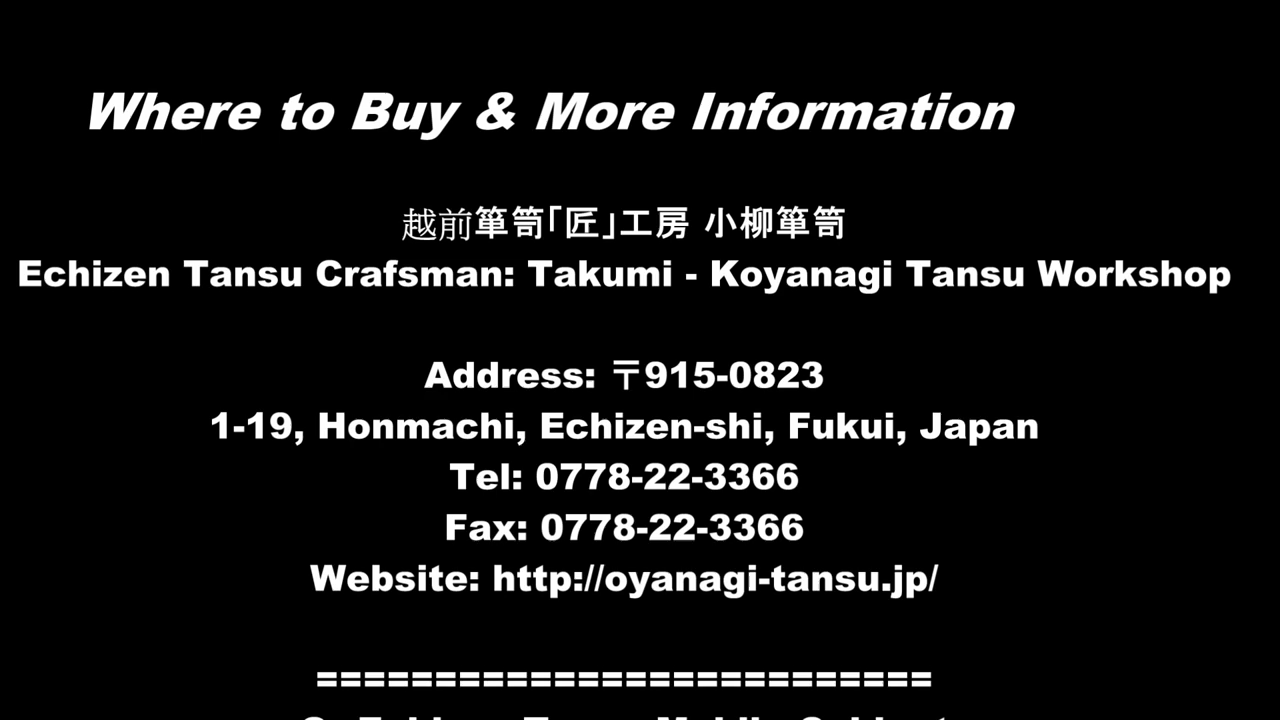 Where to Buy & More Information
越前箪笥「匠」工房 小柳箪笥
Echizen Tansu Crafsman: Takumi - Koyanagi Tansu Workshop
Address: 〒915-0823
1-19, Honmachi, Echizen-shi, Fukui, Japan
Tel: 0778-22-3366
Fax: 0778-22-3366
Website: http://oyanagi-tansu.jp/
==========================